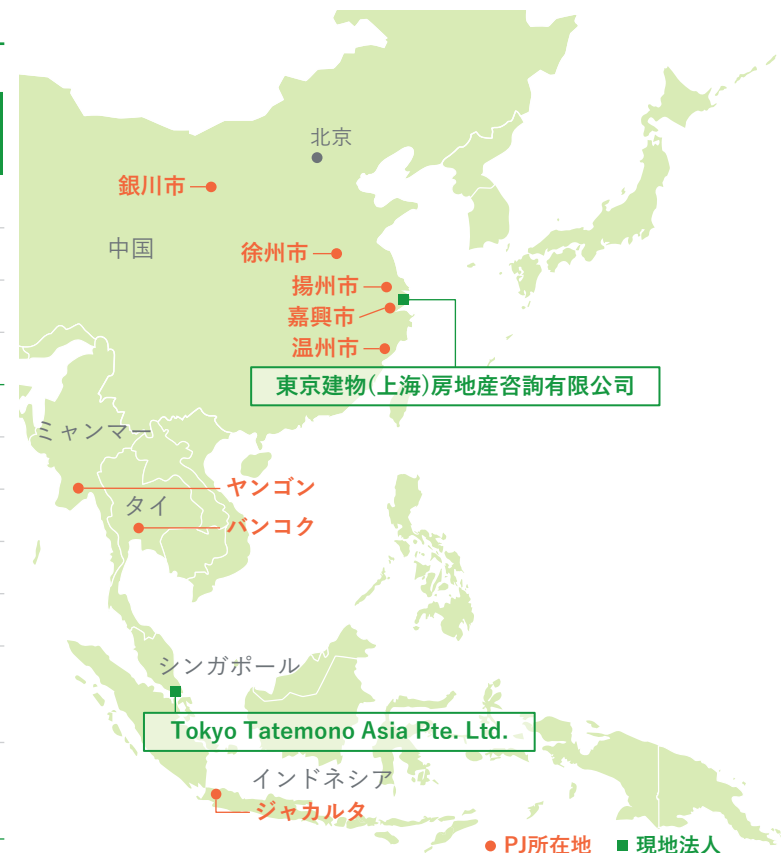 北京
銀川市
中国
徐州市
揚州市
嘉興市
温州市
東京建物(上海)房地産咨詢有限公司
ミャンマー
ヤンゴン
タイ
バンコク
シンガポール
Tokyo Tatemono Asia Pte. Ltd.
インドネシア
ジャカルタ
PJ所在地 現地法人